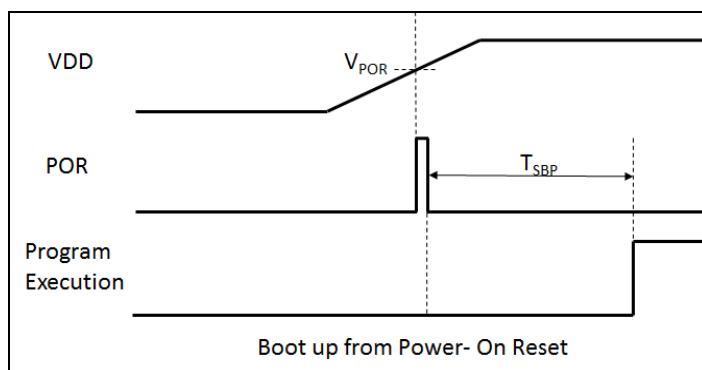 VDD
VPOR
POR
TSBP
Program
Execution
Boot up from Power- On Reset